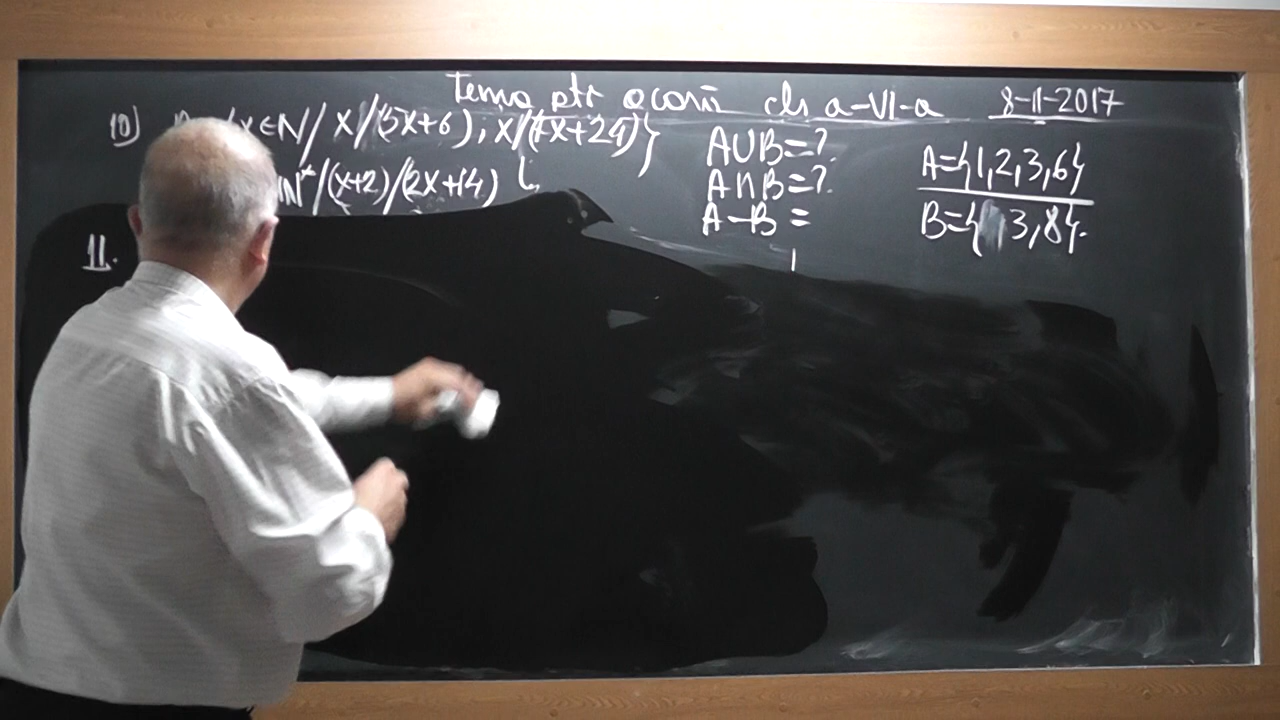 Tema ptr acasă cls a-VI-a 8-11-2017
10) x∈N / x/(5x+6), x/(7x+24)}
N*/(x+2)/(2x+14)
A∪B=?
A∩B=?
A-B=
A={1,2,3,6}
B={1,3,8}.
11.